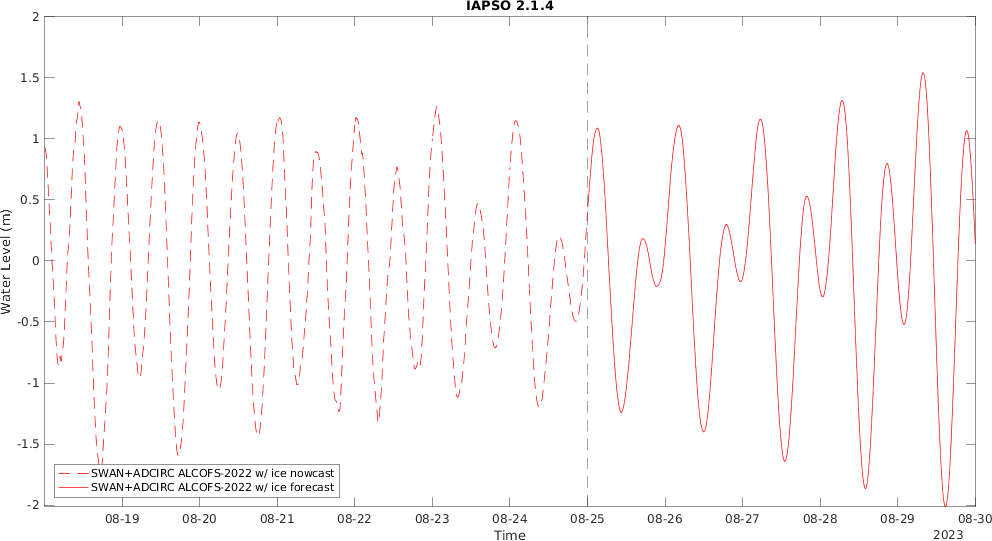 IAPSO 2.1.4
2
1.5
1
0.5
0
-0.5
-1
-1.5
-2
Water Level (m)
SWAN+ADCIRC ALCOFS-2022 w/ ice nowcast
SWAN+ADCIRC ALCOFS-2022 w/ ice forecast
08-19 08-20 08-21 08-22 08-23 08-24 08-25 08-26 08-27 08-28 08-29 08-30
Time
2023